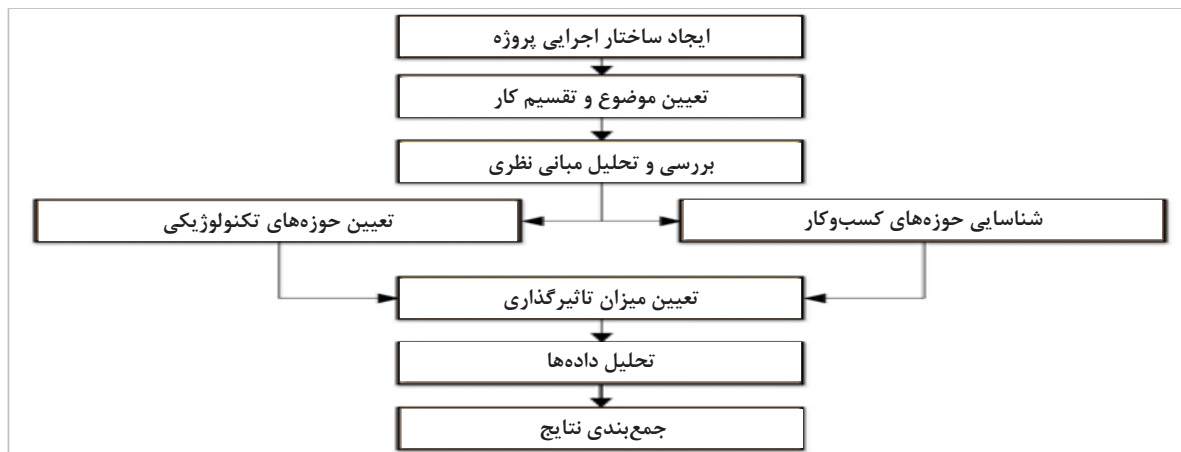 ایجاد ساختار اجرایی پروژه
تعیین موضوع و تقسیم کار
بررسی و تحلیل مبانی نظری
شناسایی حوزه‌های کسب‌وکار
تعیین حوزه‌های تکنولوژیکی
تعیین میزان تاثیرگذاری
تحلیل داده‌ها
جمع‌بندی نتایج